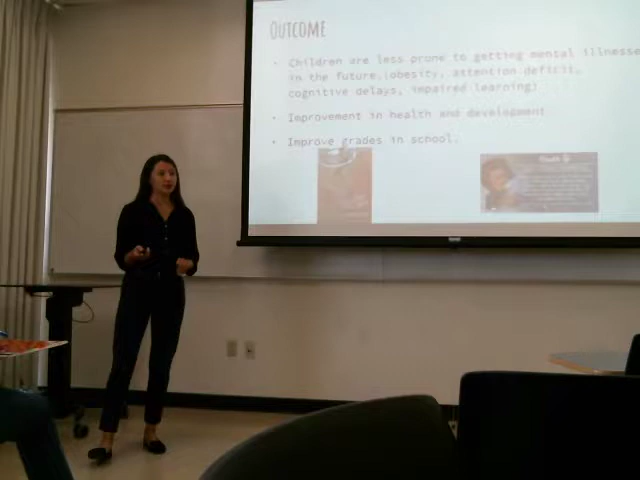 OUTCOME
• Children are less prone to getting mental illnesses
in the future.(obesity, attention deficit,
cognitive delays, impaired learning)
• Improvement in health and development
• Improve grades in school.